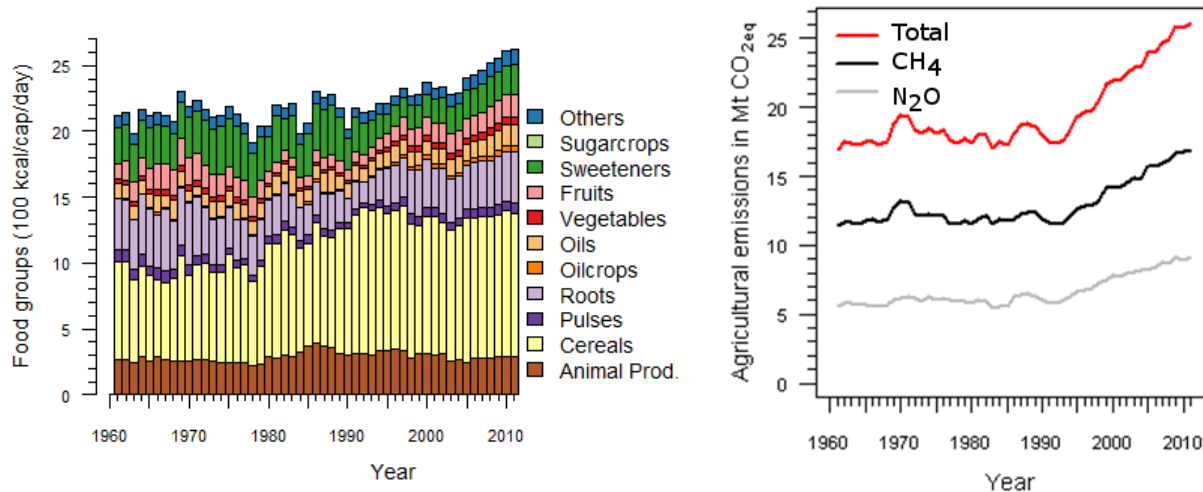 Food groups (100 kcal/cap/day)
25
20
15
10
5
0
1960 1970 1980 1990 2000 2010
Year
Others
Sugarcrops
Sweeteners
Fruits
Vegetables
Oils
Oilcrops
Roots
Pulses
Cereals
Animal Prod.
Agricultural emissions in Mt CO2eq
25
20
15
10
5
0
Total
CH4
N2O
1960 1970 1980 1990 2000 2010
Year